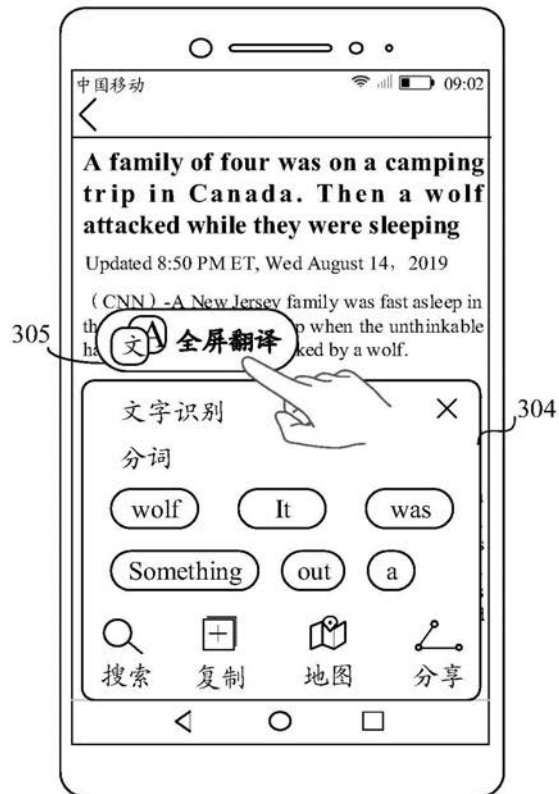 中国移动 09:02
A family of four was on a camping
trip in Canada. Then a wolf
attacked while they were sleeping
Updated 8:50 PM ET, Wed August 14, 2019
（CNN）-A New Jersey family was fast asleep in
when the unthinkable
by a wolf.
305
文 A 全屏翻译
304
文字识别
分词
wolf It was
Something out a
搜索 复制 地图 分享